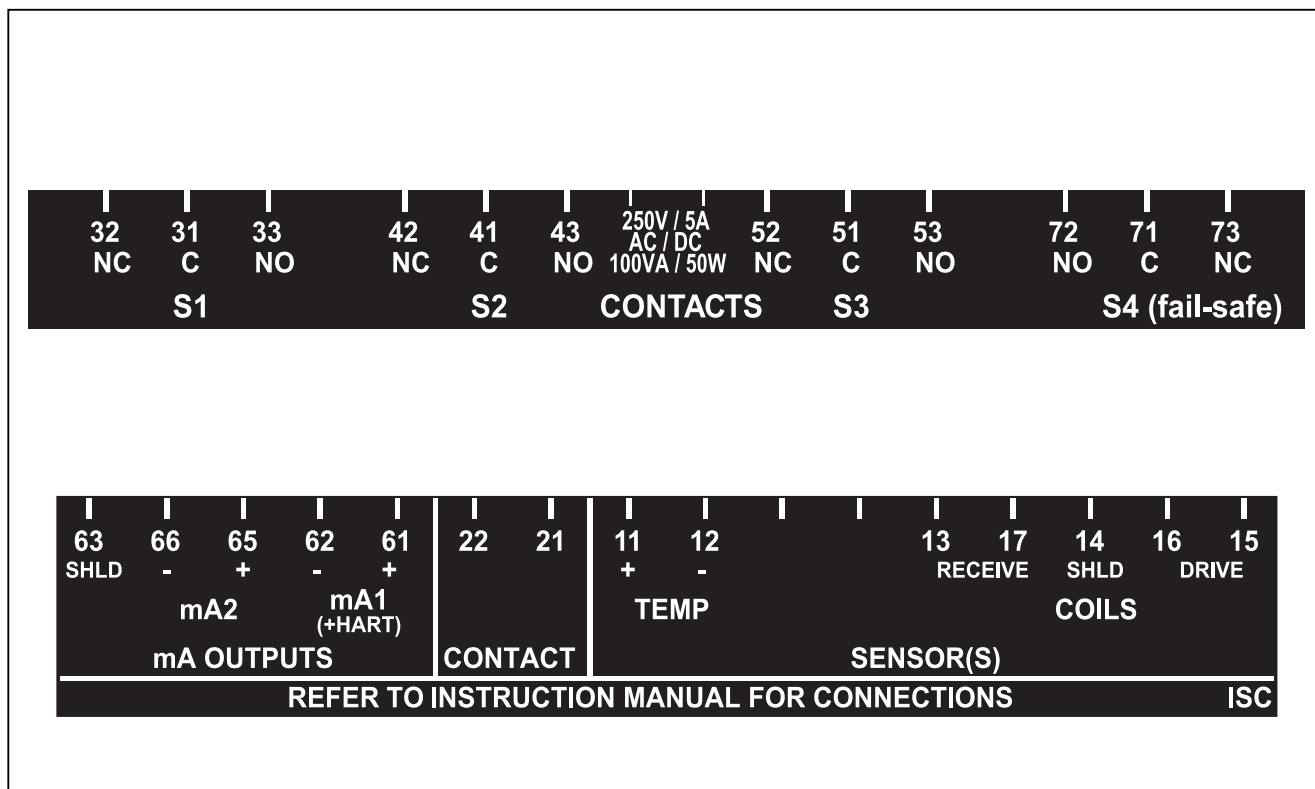 32 31 33 42 41 43 250V / 5A 52 51 53 72 71 73
AC / DC
NC C NO NC C NO 100VA / 50W NC C NO NO C NC
S1 S2 CONTACTS S3 S4 (fail-safe)
63 66 65 62 61 22 21 11 12 13 17 14 16 15
SHLD - + - + + - RECEIVE SHLD DRIVE
mA2 mA1 TEMP COILS
(+HART)
mA OUTPUTS CONTACT SENSOR(S)
REFER TO INSTRUCTION MANUAL FOR CONNECTIONS ISC